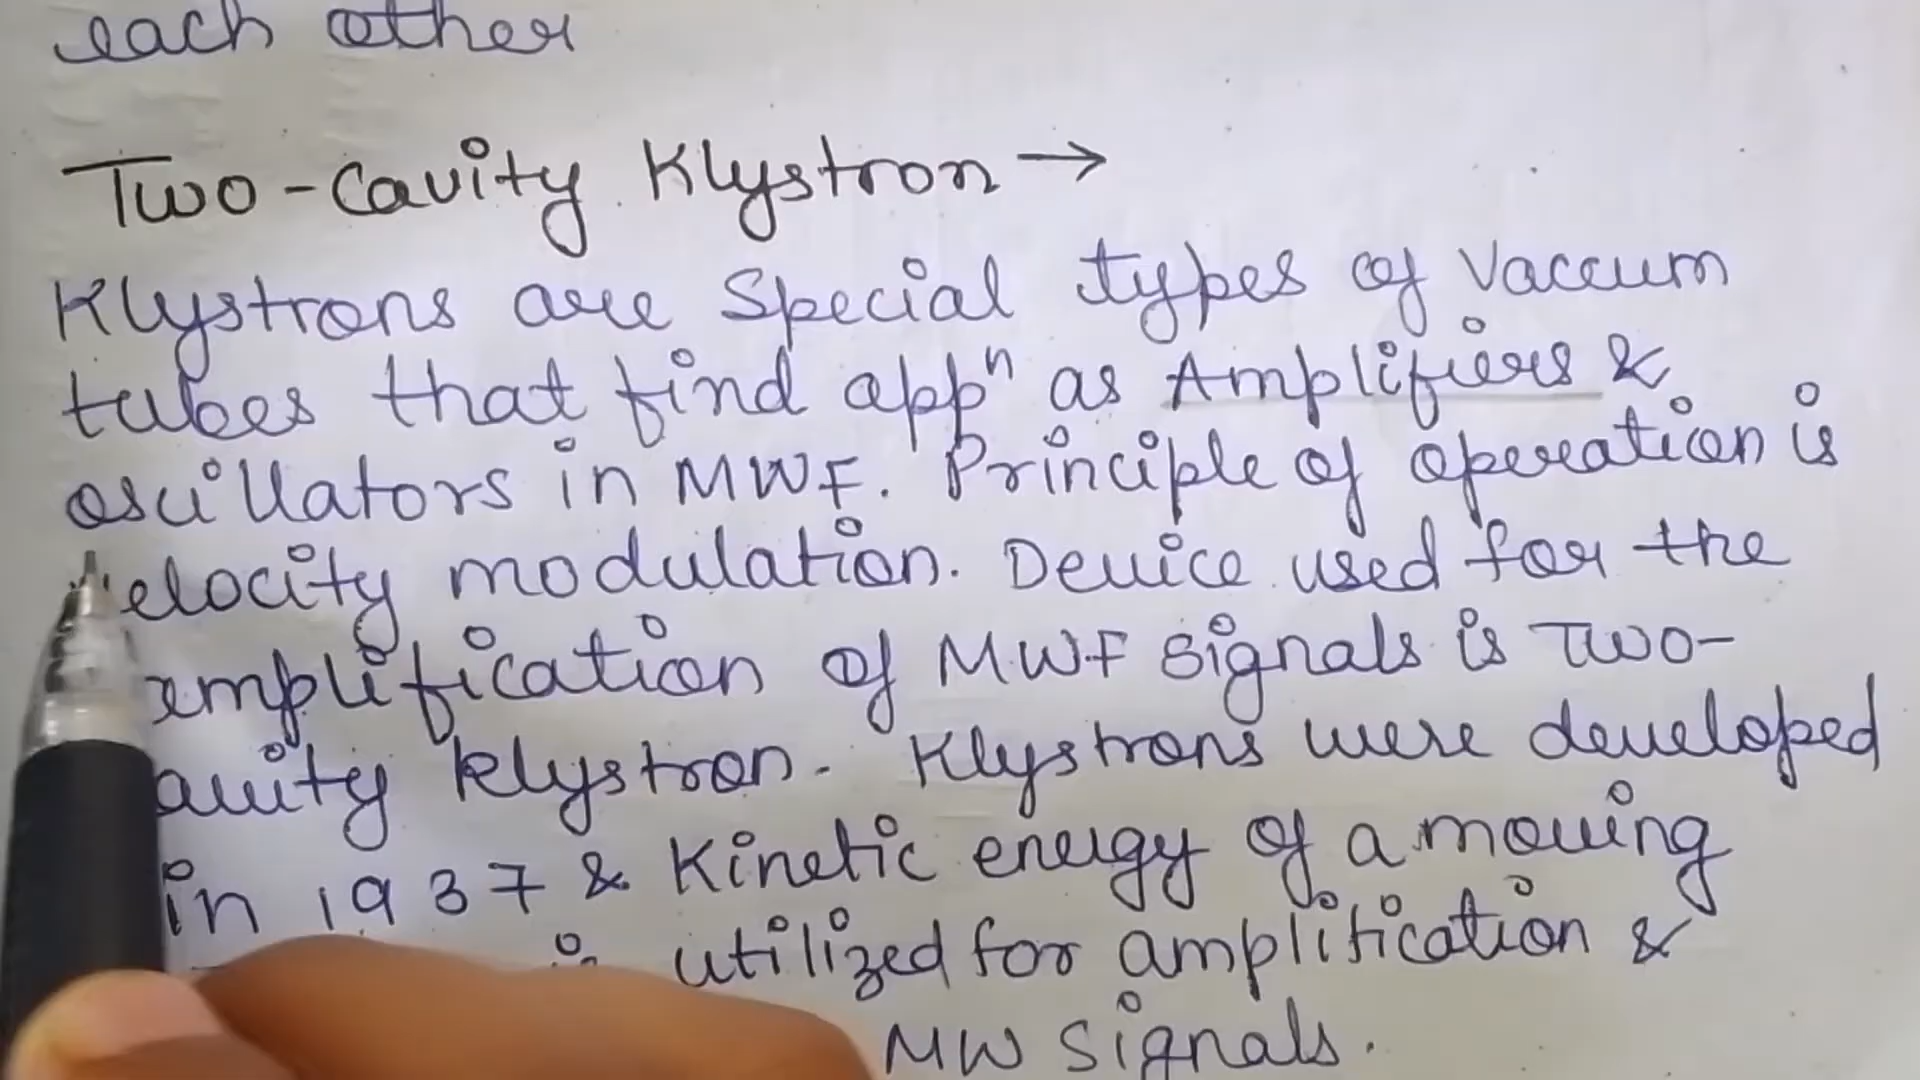 each other
Two-Cavity Klystron →
Klystrons are Special types of Vaccum
tubes that find appⁿ as Amplifiers &
oscillators in MWF. Principle of operation is
elocity modulation. Device used for the
amplification of MWF signals is Two-
avity klystron. Klystrons were developed
in 1937 & Kinetic energy of a moving
utilized for amplification &
MW signals.